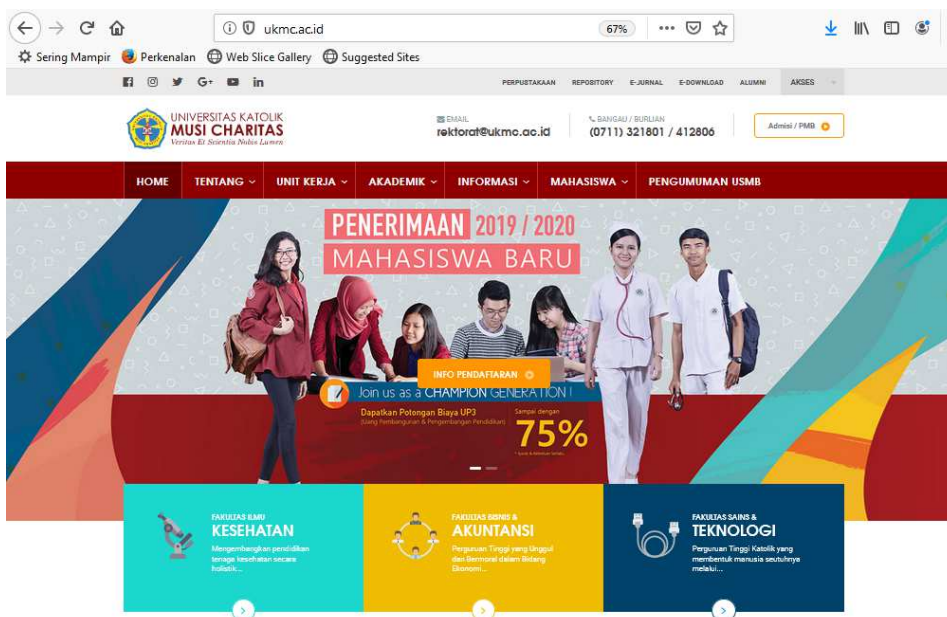 ukmc.ac.id
67%
Sering Mampir Perkenalan Web Slice Gallery Suggested Sites
PERPUSTAKAAN REPOSITORY E-JURNAL E-DOWNLOAD ALUMNI AKSES
UNIVERSITAS KATOLIK
MUSI CHARITAS
Veritas Et Scientia Nobis Lumen
EMAIL
rektorat@ukmc.ac.id
BANGAU / BURLIAN
(0711) 321801 / 412806
Admisi / PMB
HOME TENTANG UNIT KERJA AKADEMIK INFORMASI MAHASISWA PENGUMUMAN USMB
PENERIMAAN 2019 / 2020
MAHASISWA BARU
INFO PENDAFTARAN
Join us as a CHAMPION GENERATION !
Dapatkan Potongan Biaya UP3
(Uang Pembangunan & Pengembangan Pendidikan)
Sampai dengan
75%
FAKULTAS ILMU
KESEHATAN
Mengembangkan pendidikan
tenaga kesehatan secara
holistik...
FAKULTAS BISNIS &
AKUNTANSI
Perguruan Tinggi yang Unggul
dan Bermoral dalam Bidang
Ekonomi...
FAKULTAS SAINS &
TEKNOLOGI
Perguruan Tinggi Katolik yang
membentuk manusia seutuhnya
melalui...